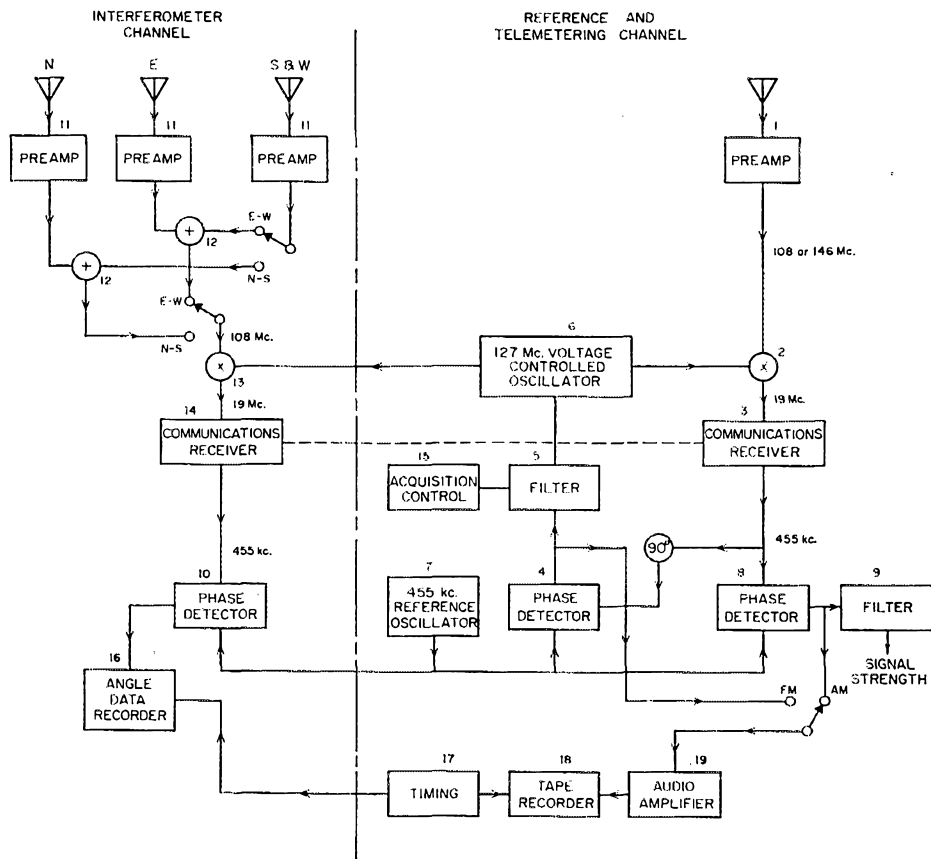 INTERFEROMETER
CHANNEL
REFERENCE AND
TELEMETERING CHANNEL
N
E
S & W
11
11
11
1
PREAMP
PREAMP
PREAMP
PREAMP
E-W
12
12
N-S
108 or 146 Mc.
E-W
N-S
108 Mc.
6
127 Mc. VOLTAGE
CONTROLLED
OSCILLATOR
2
13
19 Mc.
19 Mc.
14
3
COMMUNICATIONS
RECEIVER
COMMUNICATIONS
RECEIVER
15
5
ACQUISITION
CONTROL
FILTER
455 kc.
90°
455 kc.
10
7
4
8
9
PHASE
DETECTOR
455 kc.
REFERENCE
OSCILLATOR
PHASE
DETECTOR
PHASE
DETECTOR
FILTER
16
SIGNAL
STRENGTH
ANGLE
DATA
RECORDER
FM
AM
17
18
19
TIMING
TAPE
RECORDER
AUDIO
AMPLIFIER